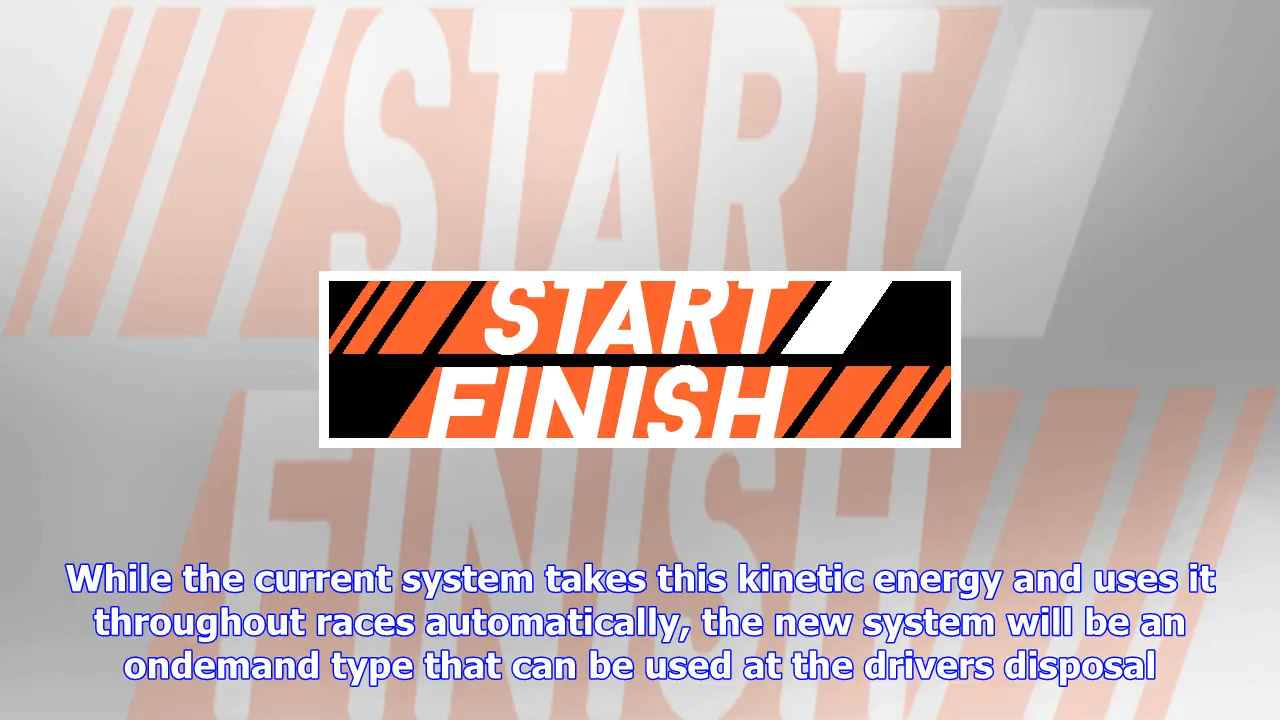 START
FINISH
While the current system takes this kinetic energy and uses it
throughout races automatically, the new system will be an
ondemand type that can be used at the drivers disposal